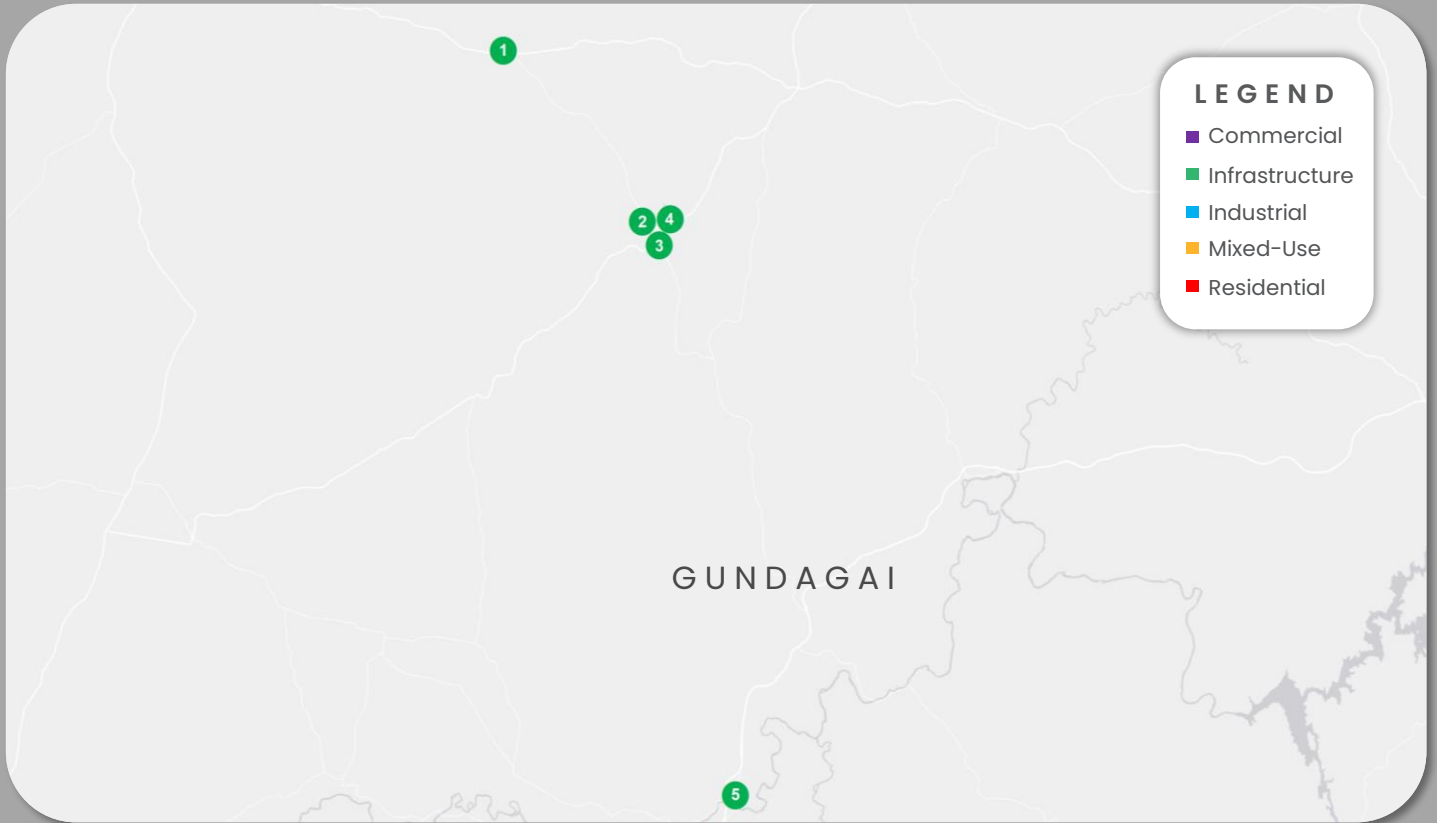 1
LEGEND
Commercial
Infrastructure
Industrial
Mixed-Use
Residential
2 4
3
GUNDAGAI
5